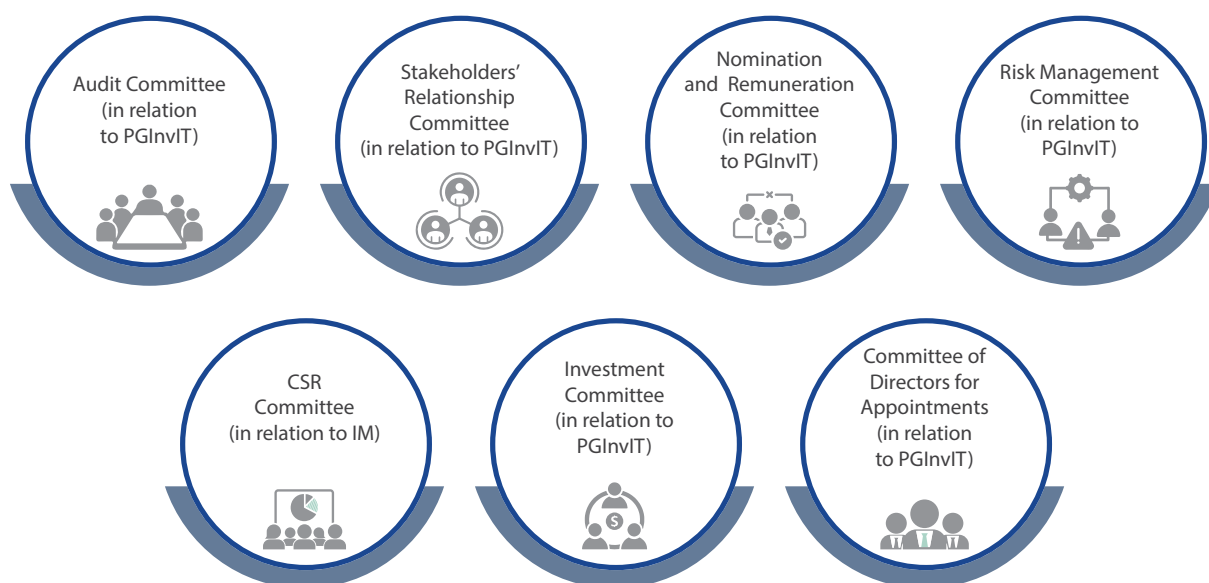 Audit Committee
(in relation
to PGInvIT)
Stakeholders'
Relationship
Committee
(in relation to PGInvIT)
Nomination
and Remuneration
Committee
(in relation
to PGInvIT)
Risk Management
Committee
(in relation to
PGInvIT)
CSR
Committee
(in relation to IM)
Investment
Committee
(in relation to
PGInvIT)
Committee of
Directors for
Appointments
(in relation
to PGInvIT)